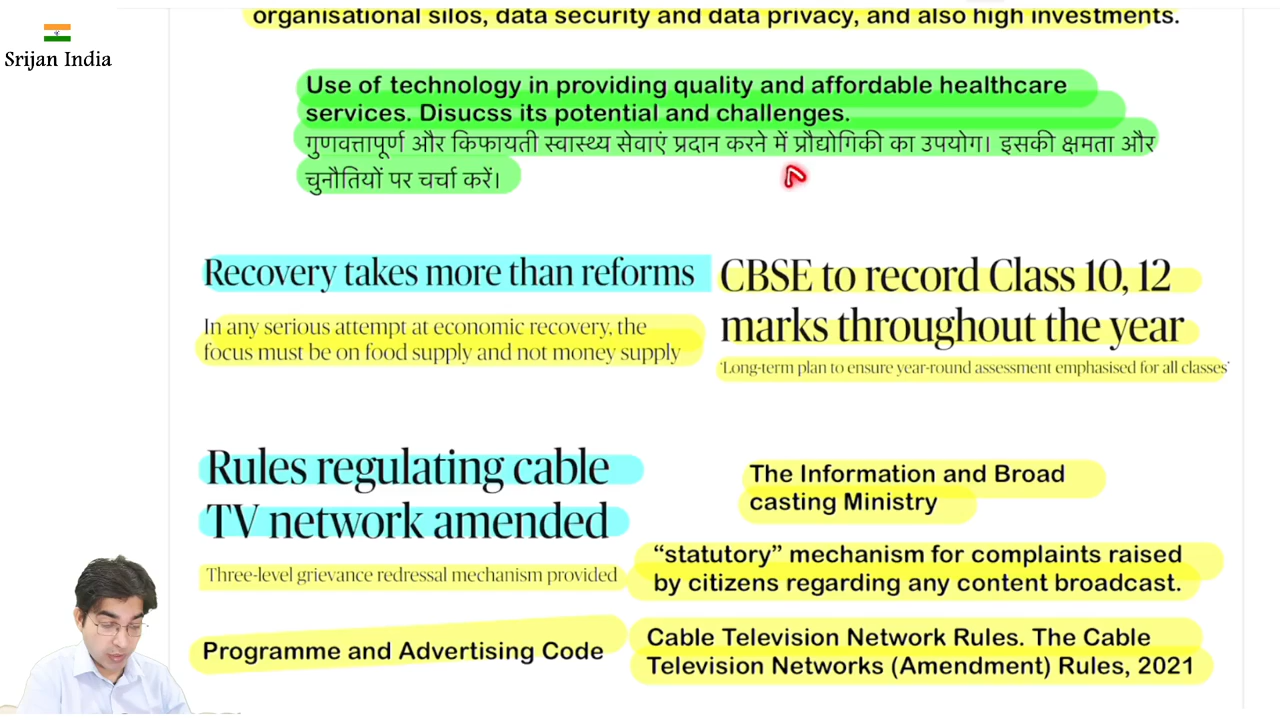 organisational silos, data security and data privacy, and also high investments.
Srijan India
Use of technology in providing quality and affordable healthcare
services. Disucss its potential and challenges.
गुणवत्तापूर्ण और किफायती स्वास्थ्य सेवाएं प्रदान करने में प्रौद्योगिकी का उपयोग। इसकी क्षमता और
चुनौतियों पर चर्चा करें।
Recovery takes more than reforms
In any serious attempt at economic recovery, the
focus must be on food supply and not money supply
CBSE to record Class 10, 12
marks throughout the year
‘Long-term plan to ensure year-round assessment emphasised for all classes’
Rules regulating cable
TV network amended
Three-level grievance redressal mechanism provided
The Information and Broad
casting Ministry
“statutory” mechanism for complaints raised
by citizens regarding any content broadcast.
Programme and Advertising Code
Cable Television Network Rules. The Cable
Television Networks (Amendment) Rules, 2021